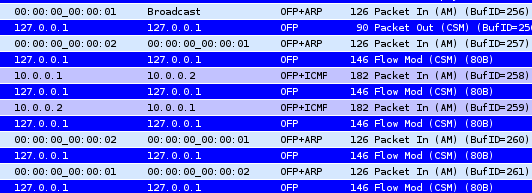 00:00:00_00:00:01 Broadcast OFP+ARP 126 Packet In (AM) (BufID=256)
127.0.0.1 127.0.0.1 OFP 90 Packet Out (CSM) (BufID=256
00:00:00_00:00:02 00:00:00_00:00:01 OFP+ARP 126 Packet In (AM) (BufID=257)
127.0.0.1 127.0.0.1 OFP 146 Flow Mod (CSM) (80B)
10.0.0.1 10.0.0.2 OFP+ICMP 182 Packet In (AM) (BufID=258)
127.0.0.1 127.0.0.1 OFP 146 Flow Mod (CSM) (80B)
10.0.0.2 10.0.0.1 OFP+ICMP 182 Packet In (AM) (BufID=259)
127.0.0.1 127.0.0.1 OFP 146 Flow Mod (CSM) (80B)
00:00:00_00:00:02 00:00:00_00:00:01 OFP+ARP 126 Packet In (AM) (BufID=260)
127.0.0.1 127.0.0.1 OFP 146 Flow Mod (CSM) (80B)
00:00:00_00:00:01 00:00:00_00:00:02 OFP+ARP 126 Packet In (AM) (BufID=261)
127.0.0.1 127.0.0.1 OFP 146 Flow Mod (CSM) (80B)